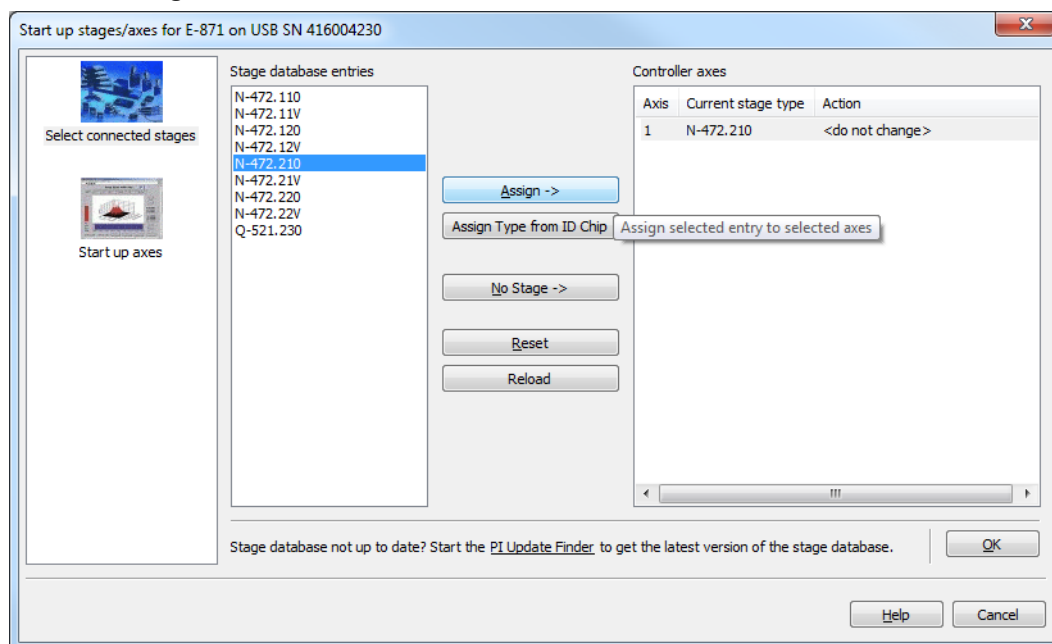 Start up stages/axes for E-871 on USB SN 416004230
Select connected stages
Start up axes
Stage database entries
N-472.110
N-472.11V
N-472.120
N-472.12V
N-472.210
N-472.21V
N-472.220
N-472.22V
Q-521.230
Assign ->
Assign Type from ID Chip
Assign selected entry to selected axes
No Stage ->
Reset
Reload
Controller axes
Axis Current stage type Action
1 N-472.210 <do not change>
Stage database not up to date? Start the PI Update Finder to get the latest version of the stage database.
OK
Help
Cancel